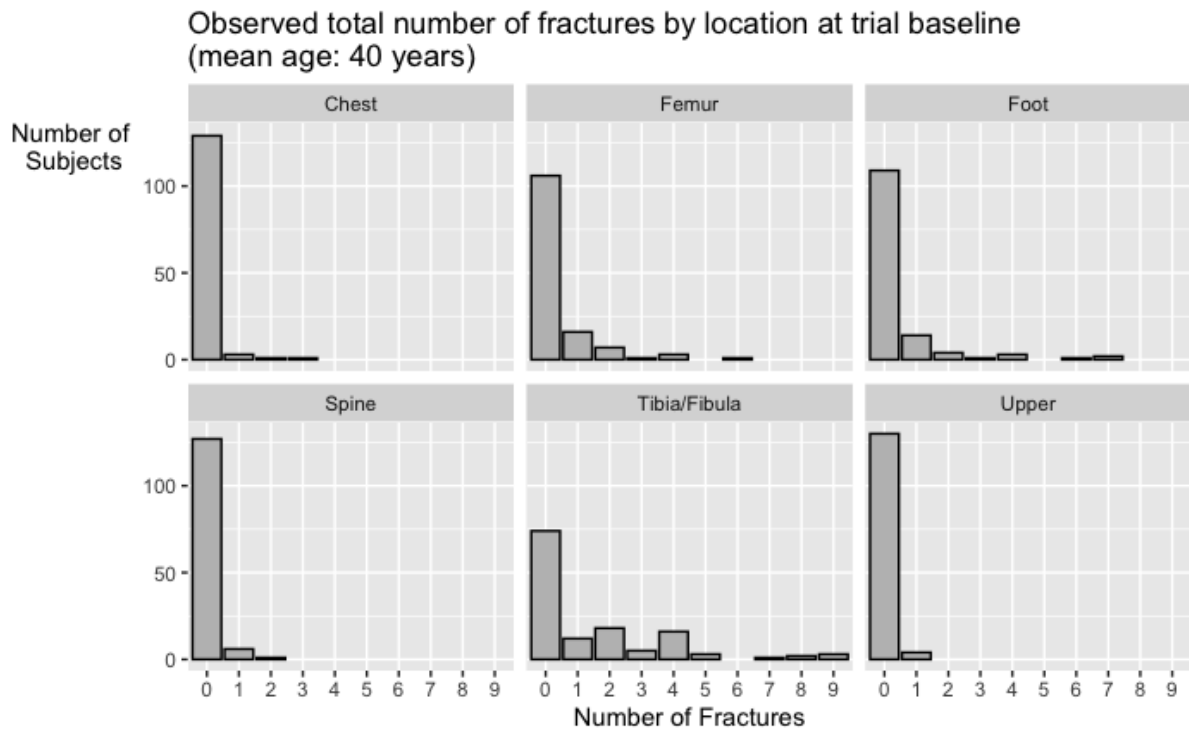 Observed total number of fractures by location at trial baseline
(mean age: 40 years)
Number of
Subjects
Chest
Femur
Foot
100
50
0
Spine
Tibia/Fibula
Upper
100
50
0
0 1 2 3 4 5 6 7 8 9
0 1 2 3 4 5 6 7 8 9
0 1 2 3 4 5 6 7 8 9
Number of Fractures